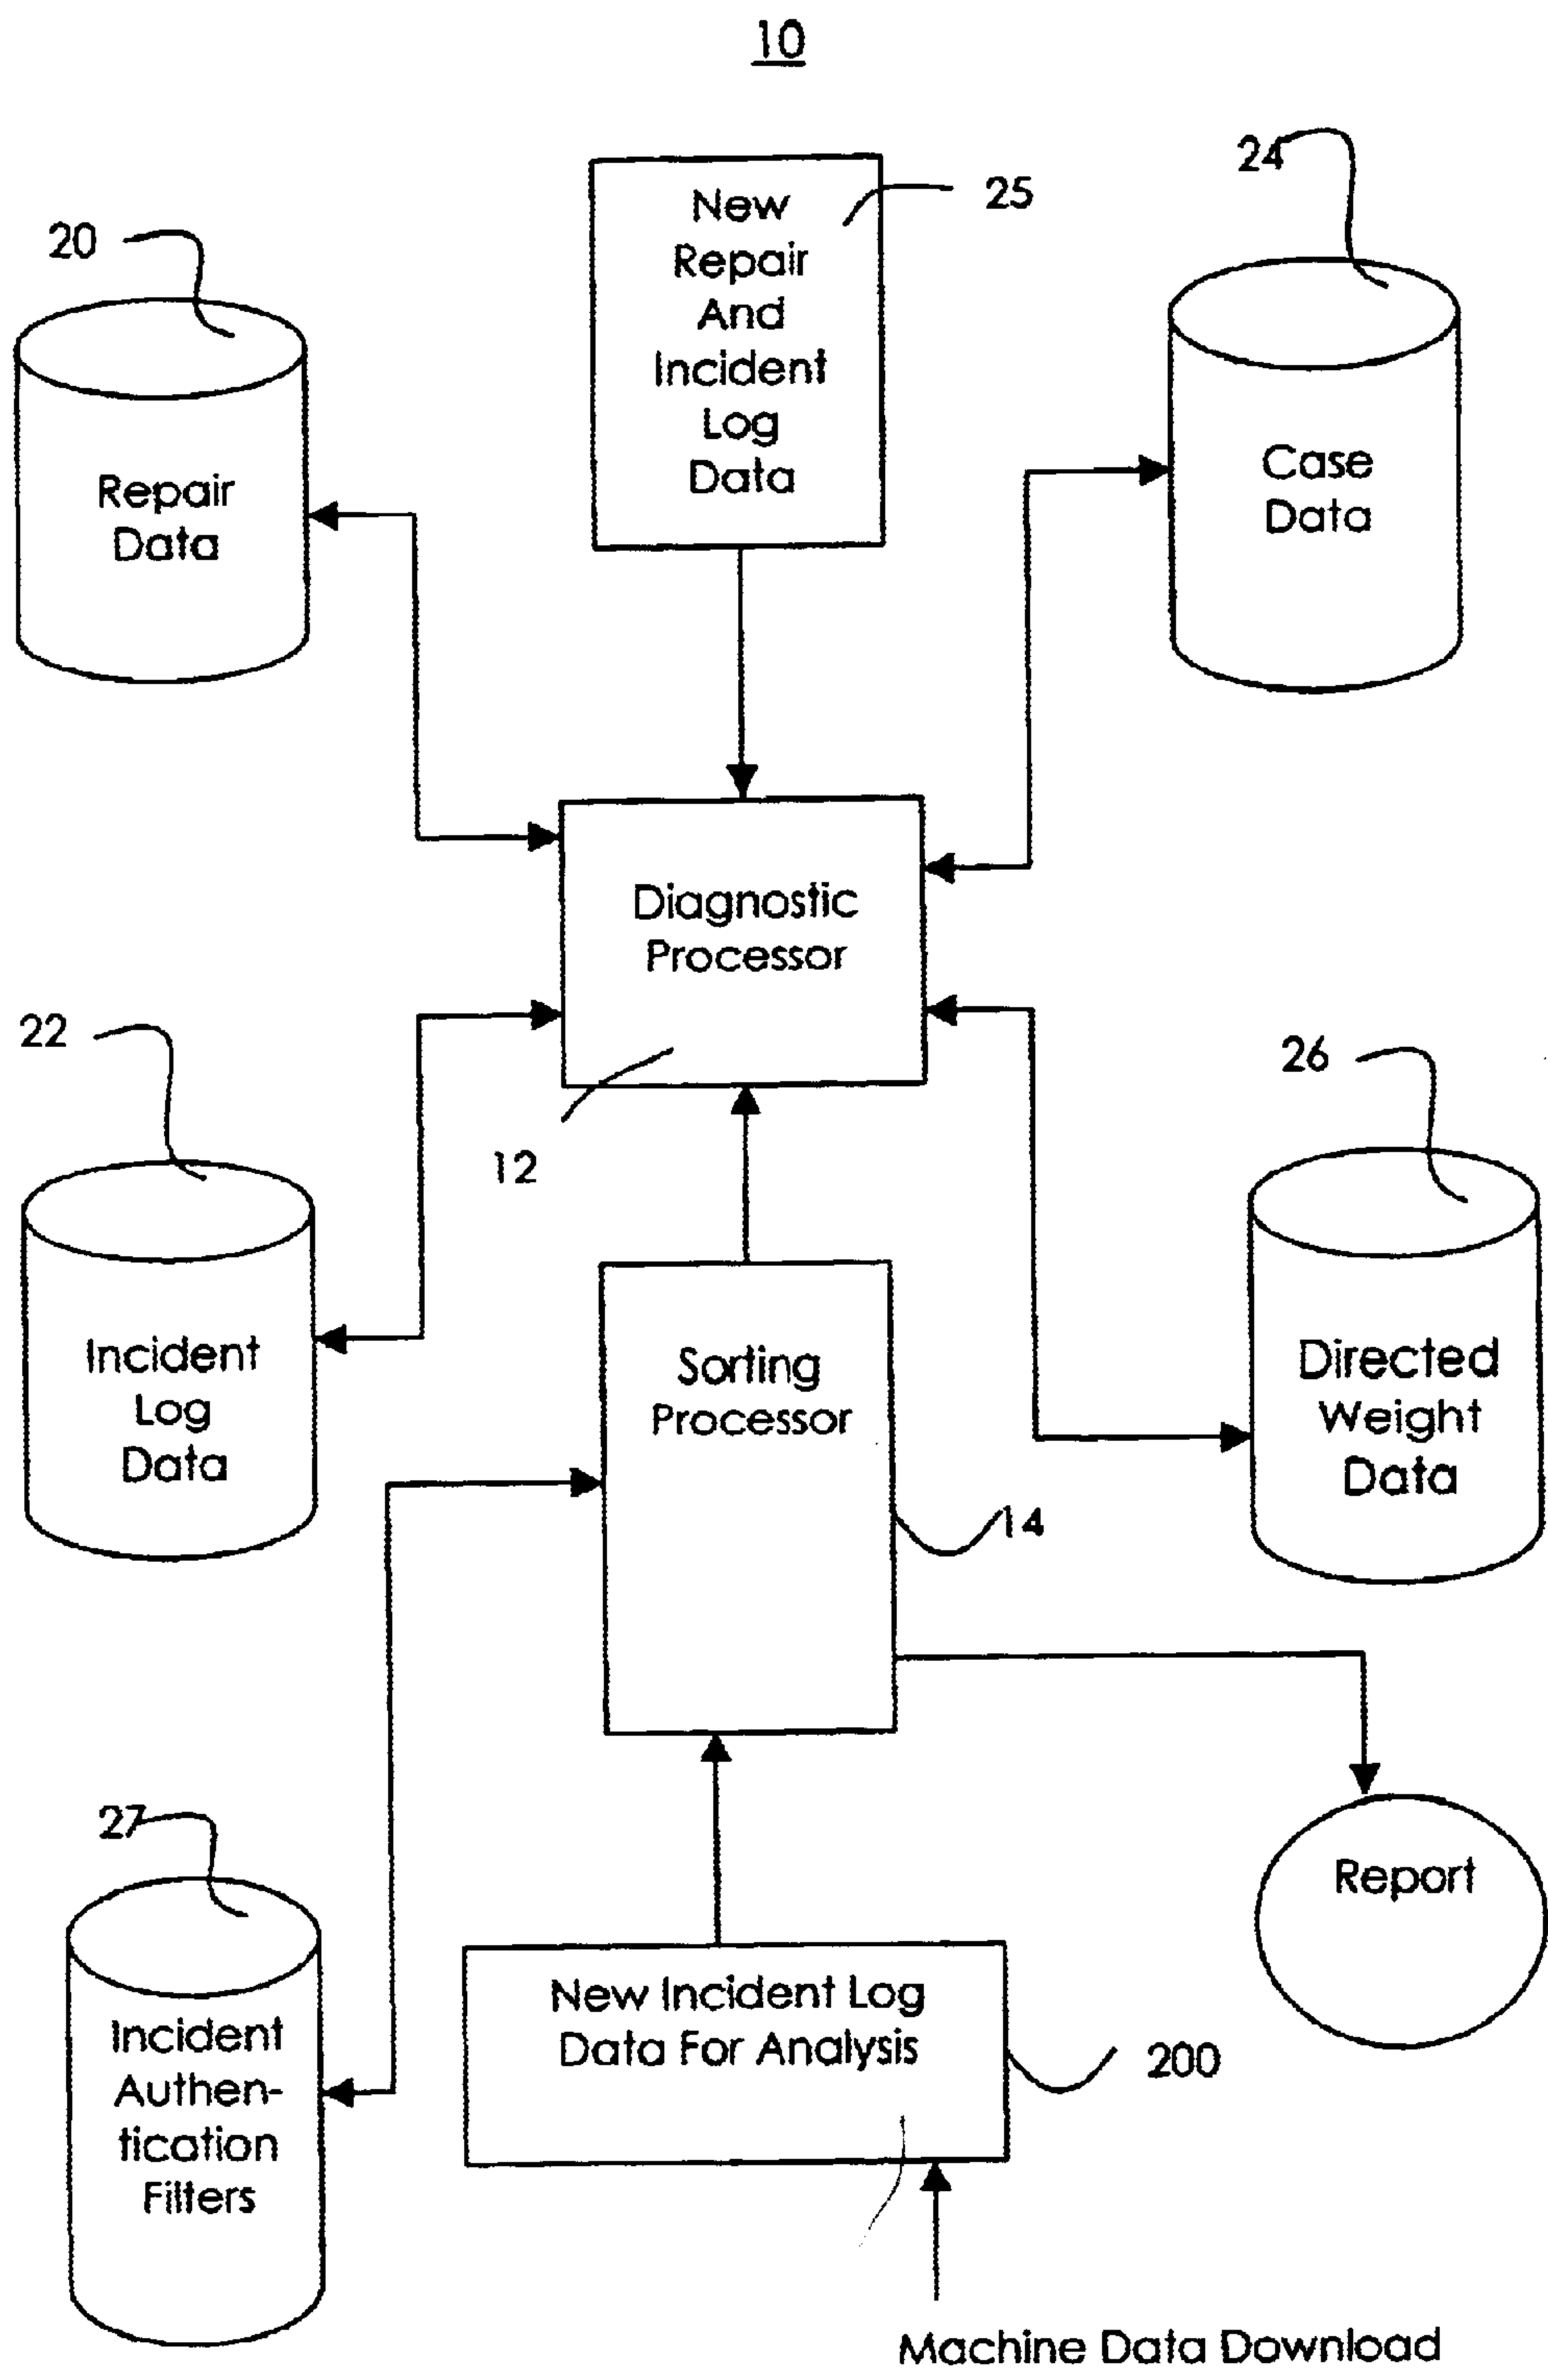 10
24
25
New
Repair
And
Incident
Log
Data
20
Repair
Data
Case
Data
Diagnostic
Processor
22
26
12
Incident
Log
Data
Sorting
Processor
Directed
Weight
Data
14
27
Report
New Incident Log
Data For Analysis
200
Incident
Authen-
tication
Filters
Machine Data Download